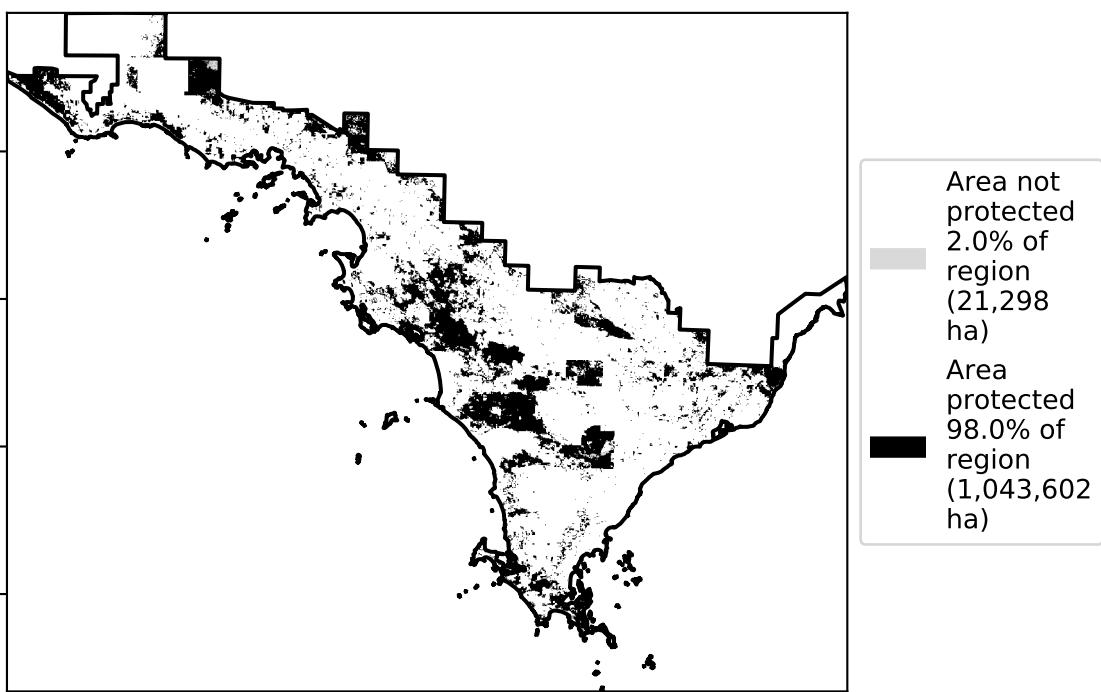 Area not
protected
2.0% of
region
(21,298
ha)
Area
protected
98.0% of
region
(1,043,602
ha)